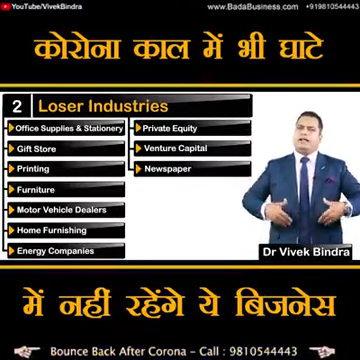 YouTube/VivekBindra
www.BadaBusiness.com
+919810544443
कोरोना काल में भी घाटे
2 Loser Industries
Office Supplies & Stationery
Gift Store
Printing
Furniture
Motor Vehicle Dealers
Home Furnishing
Energy Companies
Private Equity
Venture Capital
Newspaper
Dr Vivek Bindra
में नहीं रहेंगे ये बिजनेस
Bounce Back After Corona - Call : 9810544443